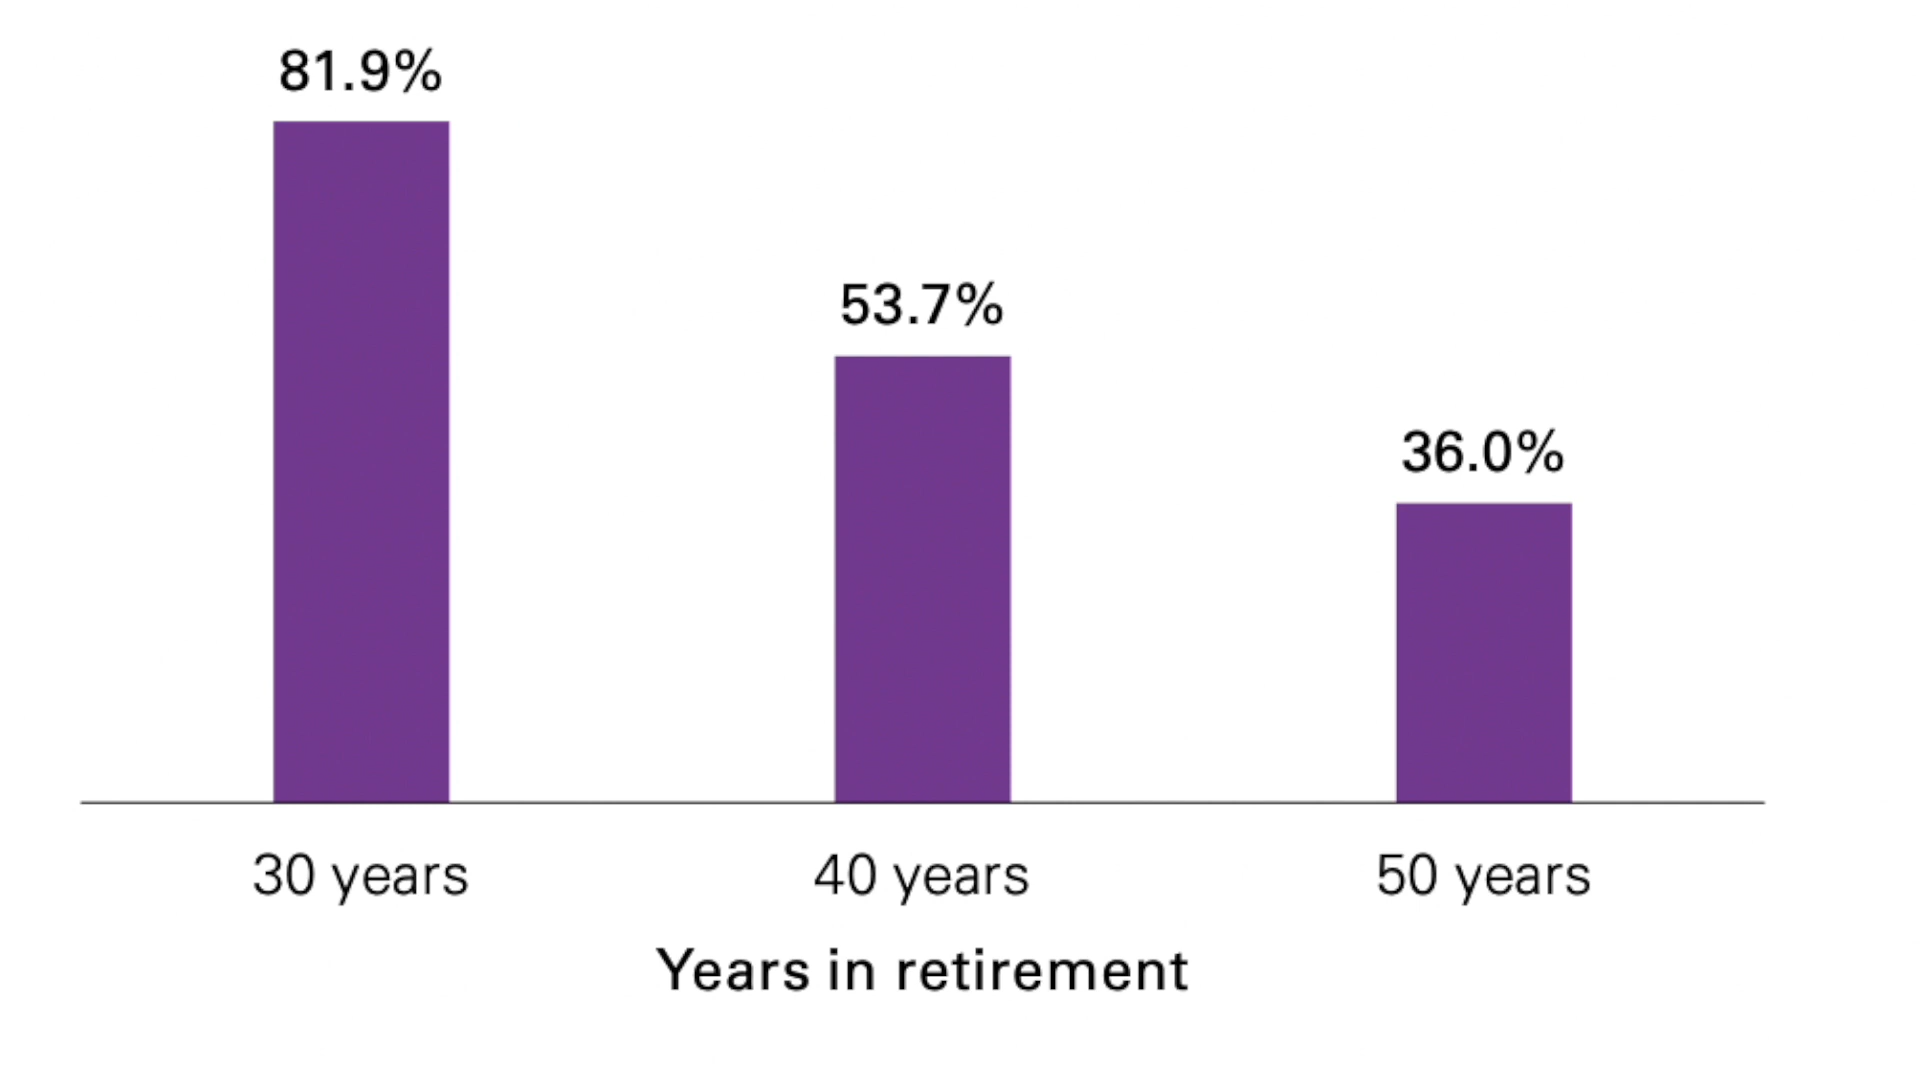 81.9%
53.7%
36.0%
30 years
40 years
50 years
Years in retirement